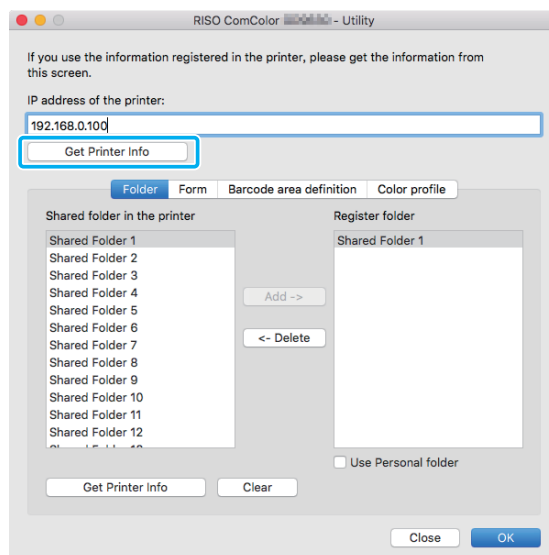 RISO ComColor - Utility
If you use the information registered in the printer, please get the information from
this screen.
IP address of the printer:
192.168.0.100
Get Printer Info
Folder Form Barcode area definition Color profile
Shared folder in the printer
Shared Folder 1
Shared Folder 2
Shared Folder 3
Shared Folder 4
Shared Folder 5
Shared Folder 6
Shared Folder 7
Shared Folder 8
Shared Folder 9
Shared Folder 10
Shared Folder 11
Shared Folder 12
Add ->
<- Delete
Register folder
Shared Folder 1
Use Personal folder
Get Printer Info Clear
Close OK